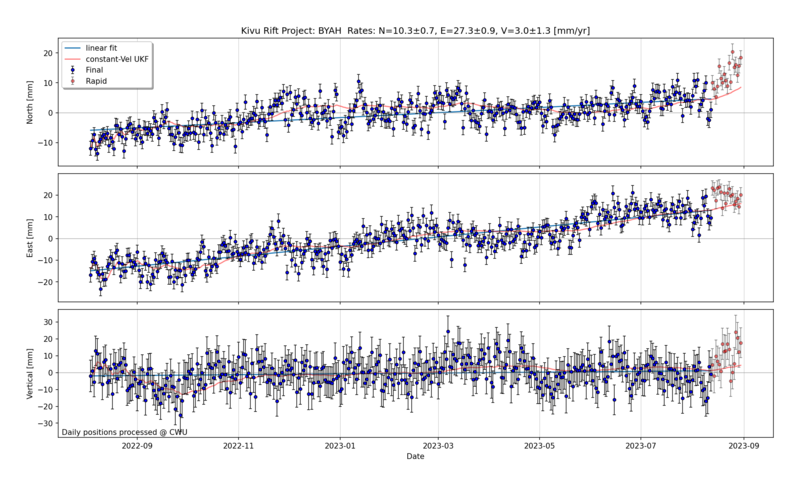 Kivu Rift Project: BYAH  Rates: N=10.3±0.7, E=27.3±0.9, V=3.0±1.3 [mm/yr]
linear fit
constant-Vel UKF
Final
Rapid
North [mm]
20
10
0
−10
East [mm]
20
10
0
−10
−20
Vertical [mm]
30
20
10
0
−10
−20
−30
Daily positions processed @ CWU
2022-09
2022-11
2023-01
2023-03
2023-05
2023-07
2023-09
Date